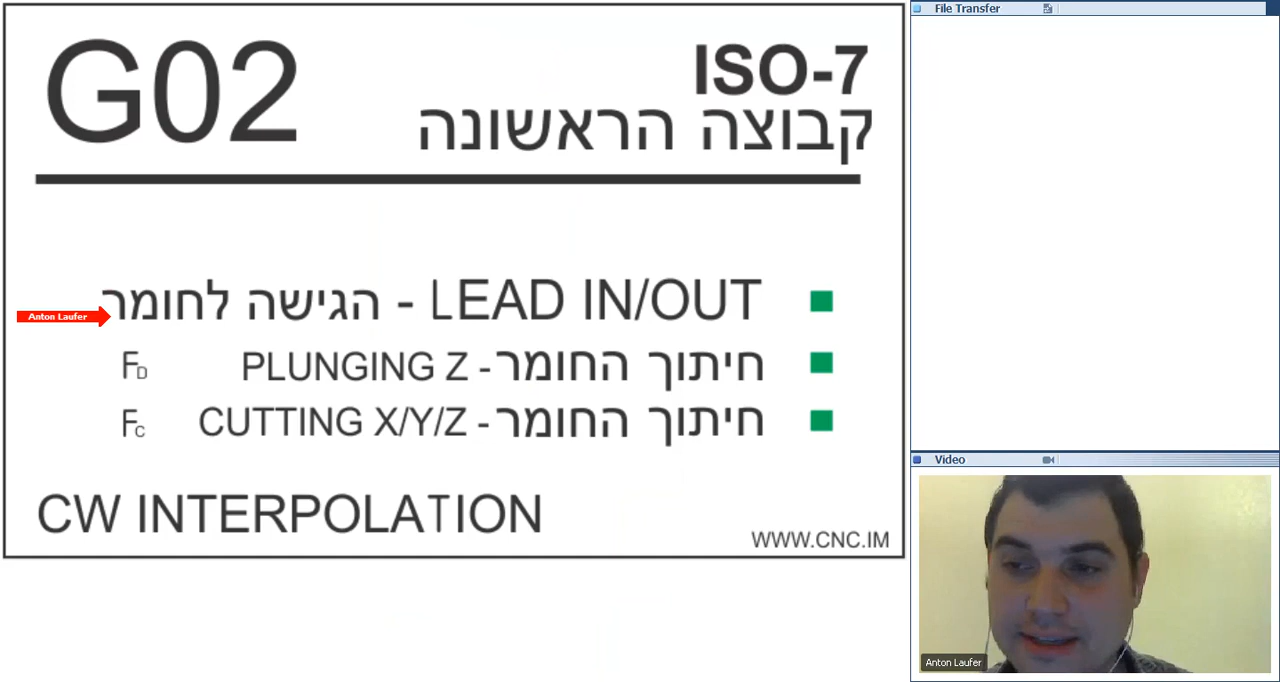 G02
ISO-7
קבוצה הראשונה
LEAD IN/OUT - הגישה לחומר
Anton Laufer
חיתוך החומר - PLUNGING Z FD
חיתוך החומר - CUTTING X/Y/Z FC
CW INTERPOLATION
WWW.CNC.IM
File Transfer
Video
Anton Laufer